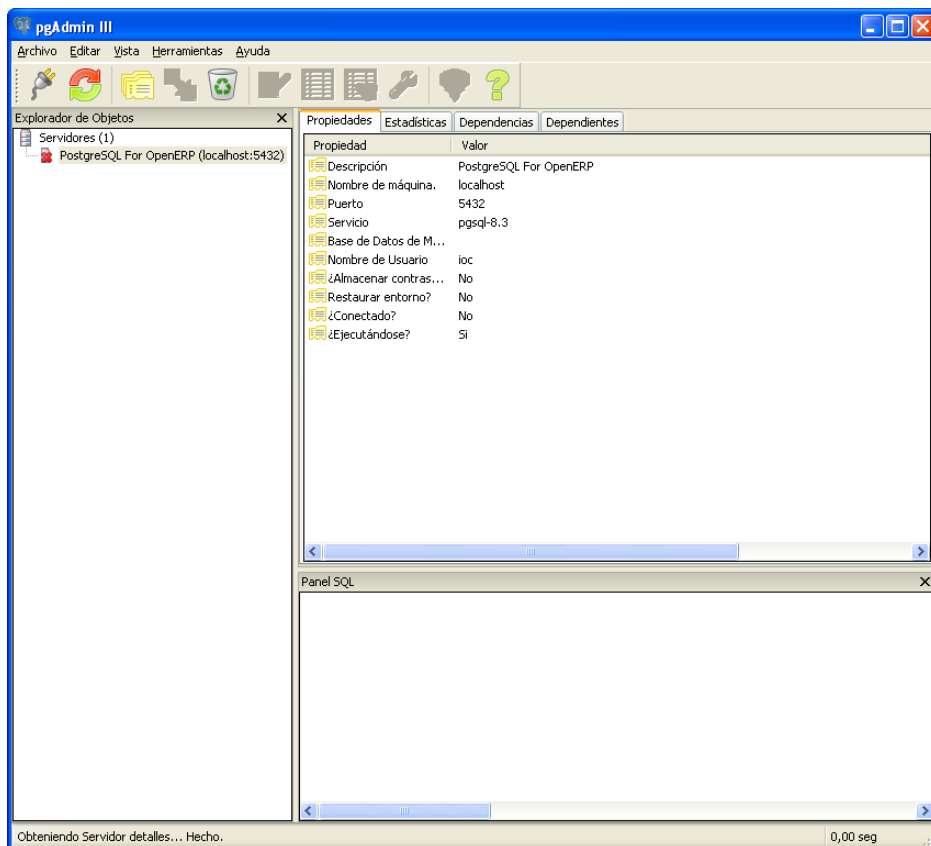 pgAdmin III
Archivo Editar Vista Herramientas Ayuda
Explorador de Objetos
Servidores (1)
PostgreSQL For OpenERP (localhost:5432)
Propiedades Estadísticas Dependencias Dependientes
Propiedad Valor
Descripción PostgreSQL For OpenERP
Nombre de máquina. localhost
Puerto 5432
Servicio pgsql-8.3
Base de Datos de M...
Nombre de Usuario ioc
¿Almacenar contras... No
Restaurar entorno? No
¿Conectado? No
¿Ejecutándose? Si
Panel SQL
Obteniendo Servidor detalles... Hecho. 0,00 seg